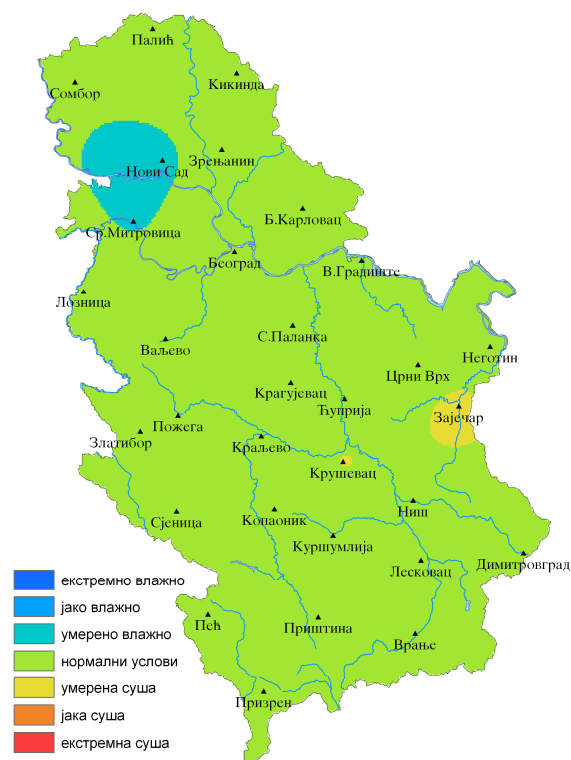 Палић
Кикинда
Сомбор
Зрењанин
Нови Сад
Б.Карловац
Ср.Митровица
Београд
В.Градиште
Лозница
С.Паланка
Ваљево
Неготин
Црни Врх
Крагујевац
Ћуприја
Зајечар
Пожега
Златибор
Краљево
Крушевац
Ниш
Сјеница
Копаоник
Куршумлија
Димитровград
Лесковац
Пећ
Приштина
Врање
Призрен
екстремно влажно
јако влажно
умерено влажно
нормални услови
умерена суша
јака суша
екстремна суша